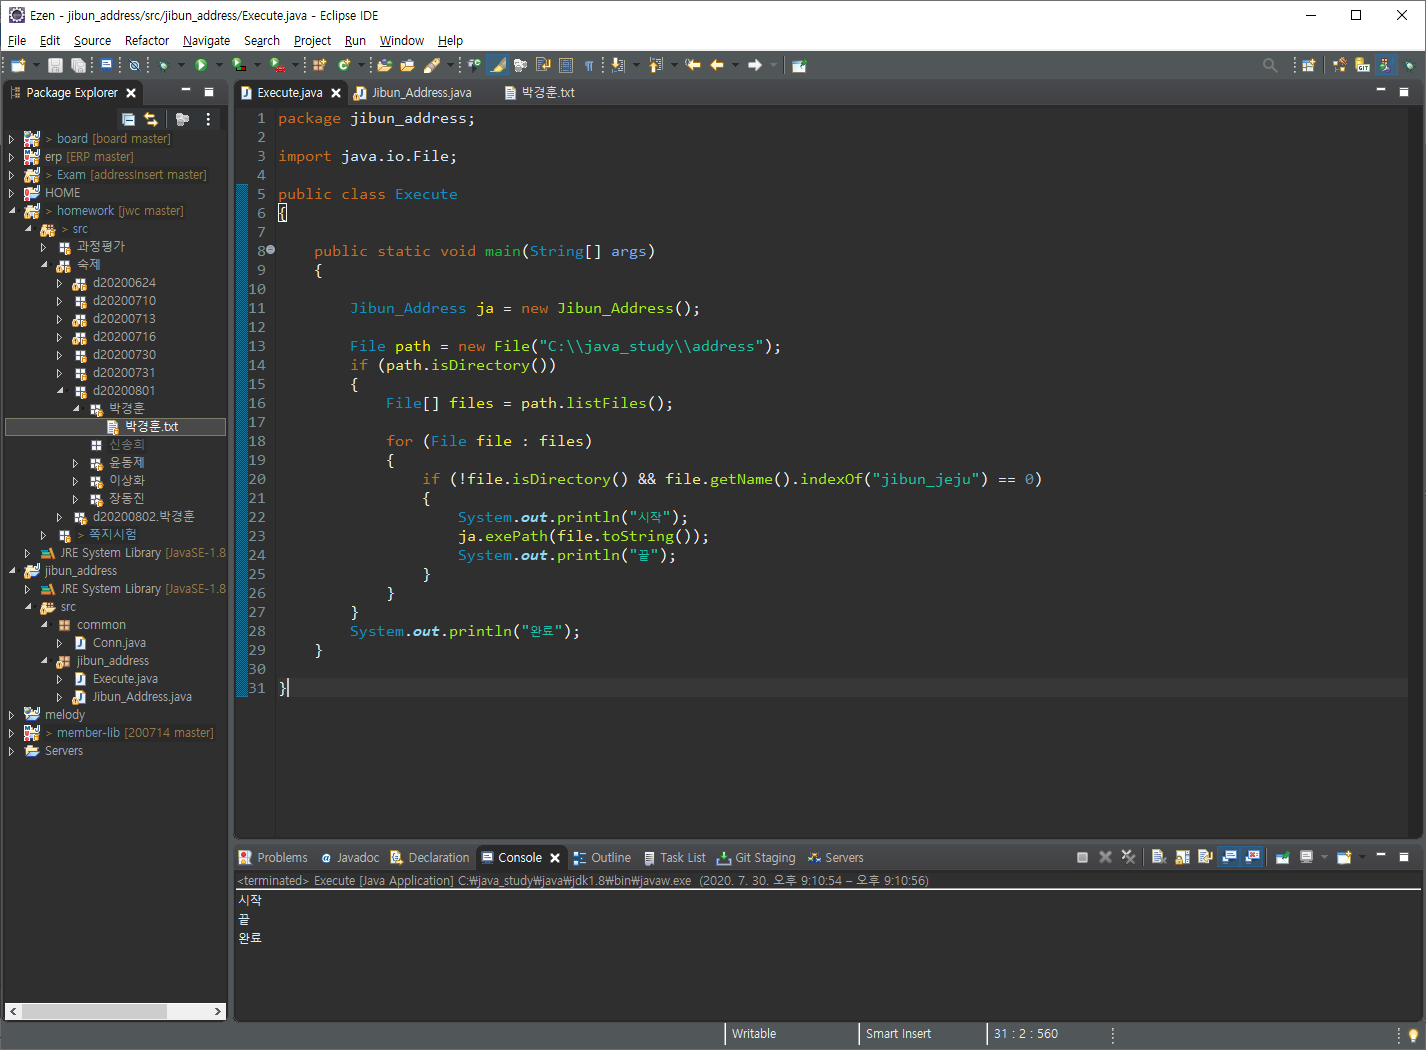 Ezen - jibun_address/src/jibun_address/Execute.java - Eclipse IDE
File Edit Source Refactor Navigate Search Project Run Window Help
Package Explorer
> board [board master]
erp [ERP master]
> Exam [addressInsert master]
HOME
> homework [jwc master]
> src
과정평가
숙제
d20200624
d20200710
d20200713
d20200716
d20200730
d20200731
d20200801
박경훈
박경훈.txt
신송희
윤동제
이상화
장동진
d20200802.박경훈
> 쪽지시험
JRE System Library [JavaSE-1.8
jibun_address
JRE System Library [JavaSE-1.8
src
common
Conn.java
jibun_address
Execute.java
Jibun_Address.java
melody
> member-lib [200714 master]
Servers
Execute.java Jibun_Address.java 박경훈.txt
1 package jibun_address;
2
3 import java.io.File;
4
5 public class Execute
6 {
7
8 public static void main(String[] args)
9 {
10
11 Jibun_Address ja = new Jibun_Address();
12
13 File path = new File("C:\\java_study\\address");
14 if (path.isDirectory())
15 {
16 File[] files = path.listFiles();
17
18 for (File file : files)
19 {
20 if (!file.isDirectory() && file.getName().indexOf("jibun_jeju") == 0)
21 {
22 System.out.println("시작");
23 ja.exePath(file.toString());
24 System.out.println("끝");
25 }
26 }
27 }
28 System.out.println("완료");
29 }
30
31 }
Problems Javadoc Declaration Console Outline Task List Git Staging Servers
<terminated> Execute [Java Application] C:₩java_study₩java₩jdk1.8₩bin₩javaw.exe (2020. 7. 30. 오후 9:10:54 – 오후 9:10:56)
시작
끝
완료
Writable Smart Insert 31 : 2 : 560